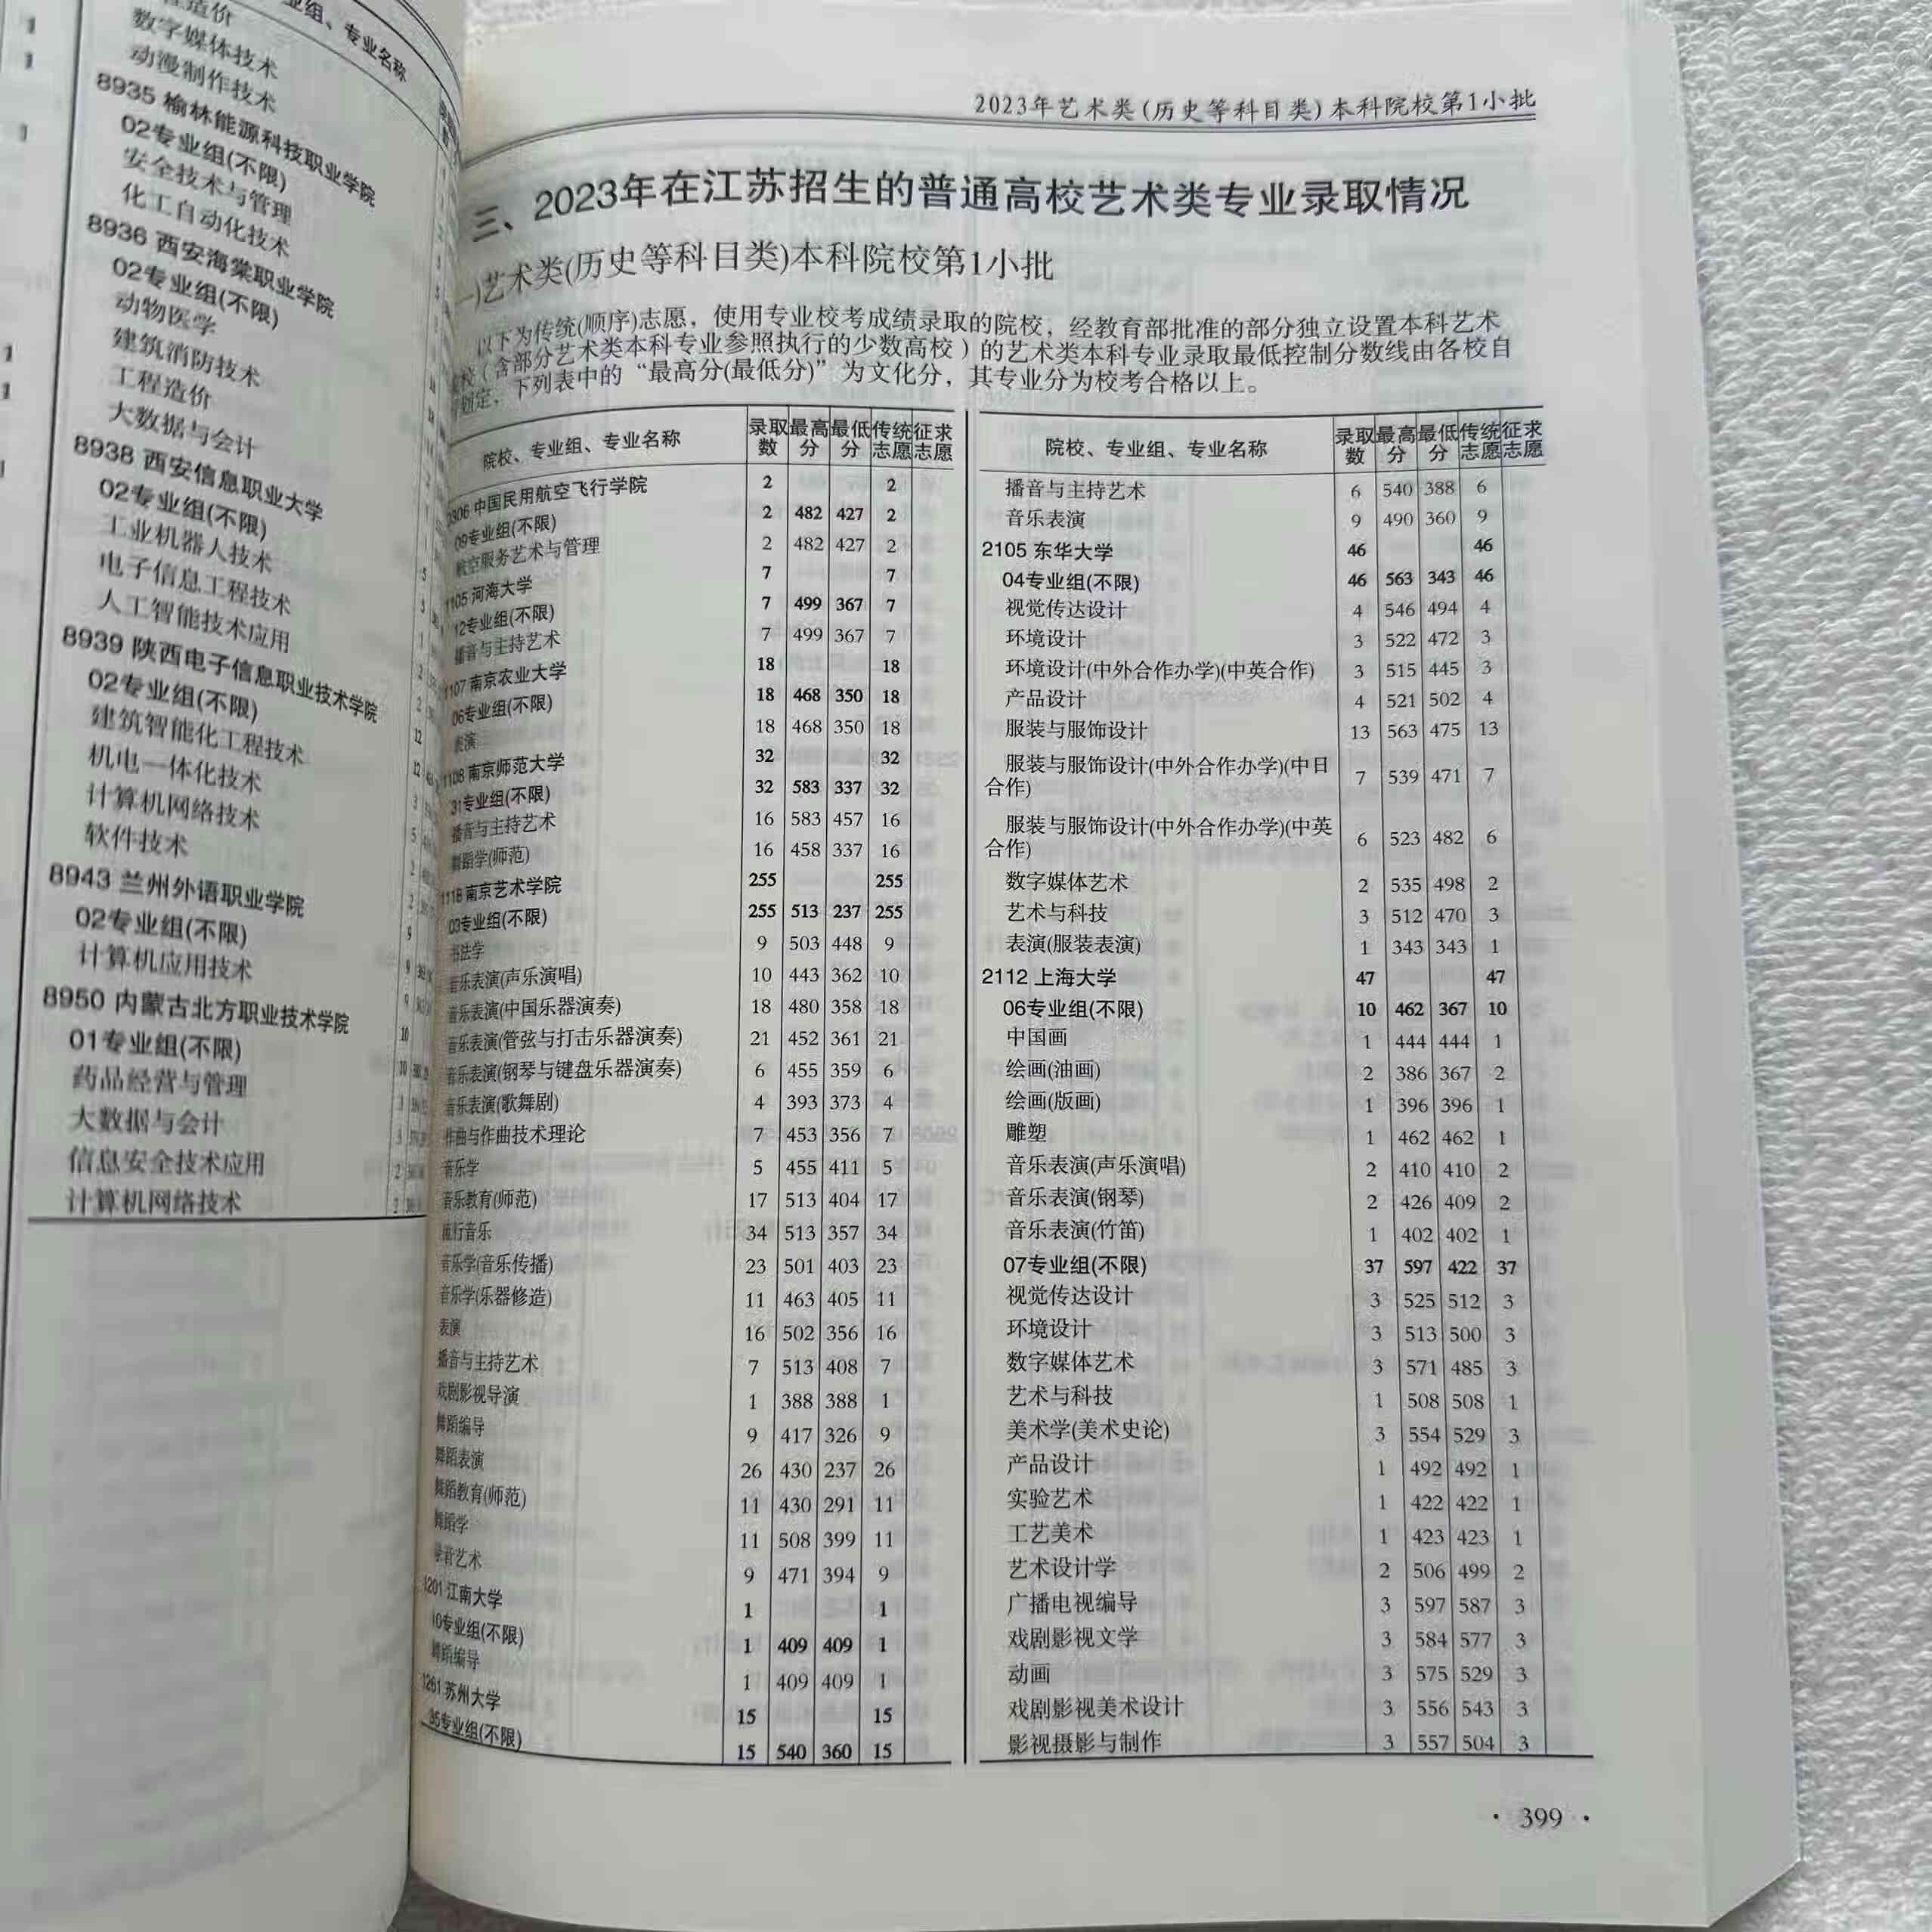 数字媒体技术
动漫制作技术
8935 榆林能源科技职业学院
02专业组(不限)
安全技术与管理
化工自动化技术
8936 西安海棠职业学院
02专业组(不限)
动物医学
建筑消防技术
工程造价
大数据与会计
8938 西安信息职业大学
02专业组(不限)
工业机器人技术
电子信息工程技术
人工智能技术应用
8939 陕西电子信息职业技术学院
02专业组(不限)
建筑智能化工程技术
机电一体化技术
计算机网络技术
软件技术
8943 兰州外语职业学院
02专业组(不限)
计算机应用技术
8950 内蒙古北方职业技术学院
01专业组(不限)
药品经营与管理
大数据与会计
信息安全技术应用
计算机网络技术
2023年艺术类(历史等科目类)本科院校第1小批
三、2023年在江苏招生的普通高校艺术类专业录取情况
一)艺术类(历史等科目类)本科院校第1小批
以下为传统(顺序)志愿，使用专业校考成绩录取的院校，经教育部批准的部分独立设置本科艺术
校（含部分艺术类本科专业参照执行的少数高校）的艺术类本科专业录取最低控制分数线由各校自
划定，下列表中的“最高分(最低分)”为文化分，其专业分为校考合格以上。
院校、专业组、专业名称 录取数 最高分 最低分 传统志愿 征求志愿
中国民用航空飞行学院 2 2
09专业组(不限) 2 482 427 2
航空服务艺术与管理 2 482 427 2
1105 河海大学 7 7
12专业组(不限) 7 499 367 7
播音与主持艺术 7 499 367 7
1107 南京农业大学 18 18
06专业组(不限) 18 468 350 18
表演 18 468 350 18
1108 南京师范大学 32 32
31专业组(不限) 32 583 337 32
播音与主持艺术 16 583 457 16
舞蹈学(师范) 16 458 337 16
1118 南京艺术学院 255 255
03专业组(不限) 255 513 237 255
书法学 9 503 448 9
音乐表演(声乐演唱) 10 443 362 10
音乐表演(中国乐器演奏) 18 480 358 18
音乐表演(管弦与打击乐器演奏) 21 452 361 21
音乐表演(钢琴与键盘乐器演奏) 6 455 359 6
音乐表演(歌舞剧) 4 393 373 4
作曲与作曲技术理论 7 453 356 7
音乐学 5 455 411 5
音乐教育(师范) 17 513 404 17
流行音乐 34 513 357 34
音乐学(音乐传播) 23 501 403 23
音乐学(乐器修造) 11 463 405 11
表演 16 502 356 16
播音与主持艺术 7 513 408 7
戏剧影视导演 1 388 388 1
舞蹈编导 9 417 326 9
舞蹈表演 26 430 237 26
舞蹈教育(师范) 11 430 291 11
舞蹈学 11 508 399 11
录音艺术 9 471 394 9
1201 江南大学 1 1
10专业组(不限) 1 409 409 1
舞蹈编导 1 409 409 1
1261 苏州大学 15 15
35专业组(不限) 15 540 360 15
院校、专业组、专业名称 录取数 最高分 最低分 传统志愿 征求志愿
播音与主持艺术 6 540 388 6
音乐表演 9 490 360 9
2105 东华大学 46 46
04专业组(不限) 46 563 343 46
视觉传达设计 4 546 494 4
环境设计 3 522 472 3
环境设计(中外合作办学)(中英合作) 3 515 445 3
产品设计 4 521 502 4
服装与服饰设计 13 563 475 13
服装与服饰设计(中外合作办学)(中日
合作) 7 539 471 7
服装与服饰设计(中外合作办学)(中英
合作) 6 523 482 6
数字媒体艺术 2 535 498 2
艺术与科技 3 512 470 3
表演(服装表演) 1 343 343 1
2112 上海大学 47 47
06专业组(不限) 10 462 367 10
中国画 1 444 444 1
绘画(油画) 2 386 367 2
绘画(版画) 1 396 396 1
雕塑 1 462 462 1
音乐表演(声乐演唱) 2 410 410 2
音乐表演(钢琴) 2 426 409 2
音乐表演(竹笛) 1 402 402 1
07专业组(不限) 37 597 422 37
视觉传达设计 3 525 512 3
环境设计 3 513 500 3
数字媒体艺术 3 571 485 3
艺术与科技 1 508 508 1
美术学(美术史论) 3 554 529 3
产品设计 1 492 492 1
实验艺术 1 422 422 1
工艺美术 1 423 423 1
艺术设计学 2 506 499 2
广播电视编导 3 597 587 3
戏剧影视文学 3 584 577 3
动画 3 575 529 3
戏剧影视美术设计 3 556 543 3
影视摄影与制作 3 557 504 3
· 399 ·